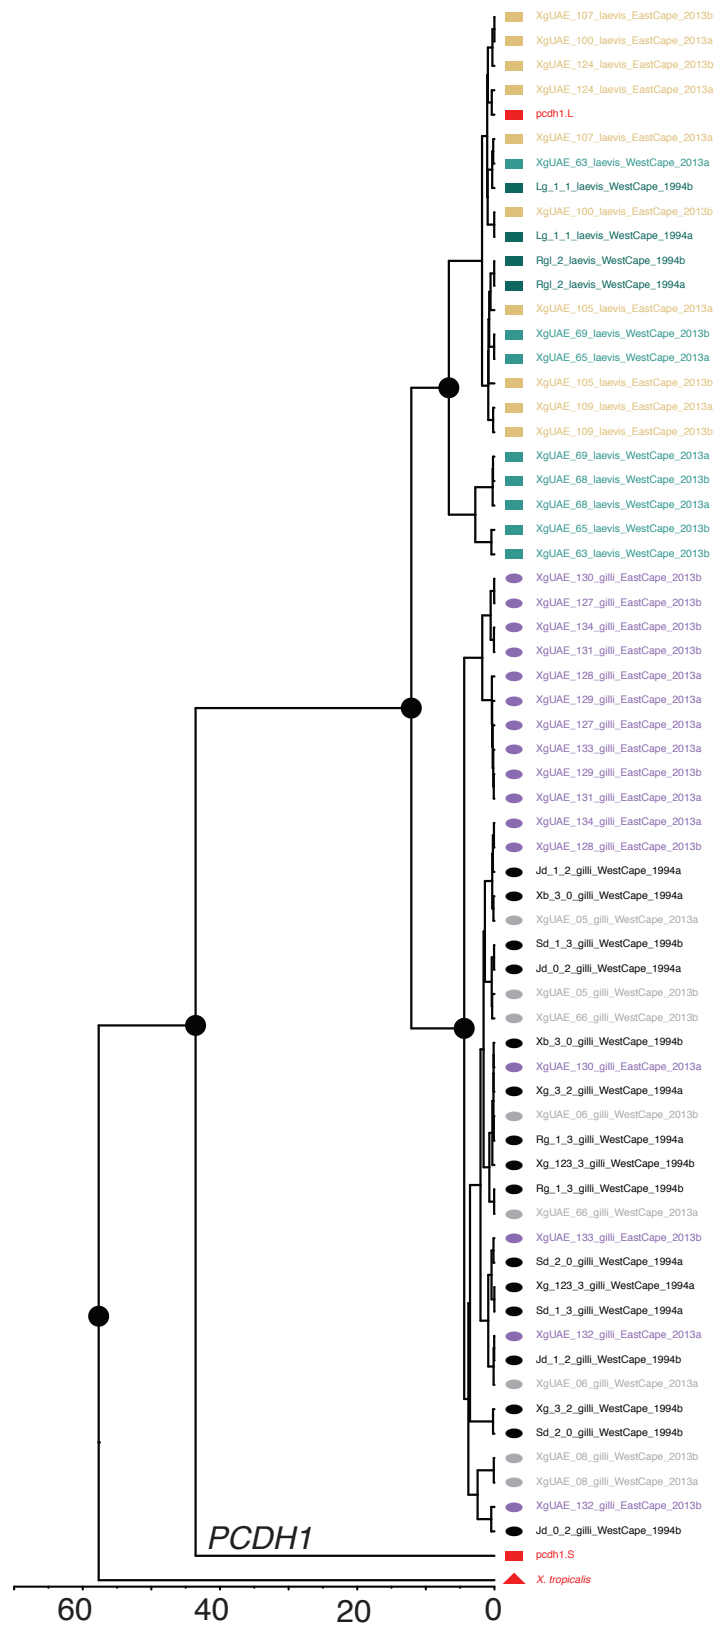 XgUAE_107_laevis_EastCape_2013b
XgUAE_100_laevis_EastCape_2013a
XgUAE_124_laevis_EastCape_2013b
XgUAE_124_laevis_EastCape_2013a
pcdh1.L
XgUAE_107_laevis_EastCape_2013a
XgUAE_63_laevis_WestCape_2013a
Lg_1_1_laevis_WestCape_1994b
XgUAE_100_laevis_EastCape_2013b
Lg_1_1_laevis_WestCape_1994a
Rgl_2_laevis_WestCape_1994b
Rgl_2_laevis_WestCape_1994a
XgUAE_105_laevis_EastCape_2013a
XgUAE_69_laevis_WestCape_2013b
XgUAE_65_laevis_WestCape_2013a
XgUAE_105_laevis_EastCape_2013b
XgUAE_109_laevis_EastCape_2013a
XgUAE_109_laevis_EastCape_2013b
XgUAE_69_laevis_WestCape_2013a
XgUAE_68_laevis_WestCape_2013b
XgUAE_68_laevis_WestCape_2013a
XgUAE_65_laevis_WestCape_2013b
XgUAE_63_laevis_WestCape_2013b
XgUAE_130_gilli_EastCape_2013b
XgUAE_127_gilli_EastCape_2013b
XgUAE_134_gilli_EastCape_2013b
XgUAE_131_gilli_EastCape_2013b
XgUAE_128_gilli_EastCape_2013a
XgUAE_129_gilli_EastCape_2013a
XgUAE_127_gilli_EastCape_2013a
XgUAE_133_gilli_EastCape_2013a
XgUAE_129_gilli_EastCape_2013b
XgUAE_131_gilli_EastCape_2013a
XgUAE_134_gilli_EastCape_2013a
XgUAE_128_gilli_EastCape_2013b
Jd_1_2_gilli_WestCape_1994a
Xb_3_0_gilli_WestCape_1994a
XgUAE_05_gilli_WestCape_2013a
Sd_1_3_gilli_WestCape_1994b
Jd_0_2_gilli_WestCape_1994a
XgUAE_05_gilli_WestCape_2013b
XgUAE_66_gilli_WestCape_2013b
Xb_3_0_gilli_WestCape_1994b
XgUAE_130_gilli_EastCape_2013a
Xg_3_2_gilli_WestCape_1994a
XgUAE_06_gilli_WestCape_2013b
Rg_1_3_gilli_WestCape_1994a
Xg_123_3_gilli_WestCape_1994b
Rg_1_3_gilli_WestCape_1994b
XgUAE_66_gilli_WestCape_2013a
XgUAE_133_gilli_EastCape_2013b
Sd_2_0_gilli_WestCape_1994a
Xg_123_3_gilli_WestCape_1994a
Sd_1_3_gilli_WestCape_1994a
XgUAE_132_gilli_EastCape_2013a
Jd_1_2_gilli_WestCape_1994b
XgUAE_06_gilli_WestCape_2013a
Xg_3_2_gilli_WestCape_1994b
Sd_2_0_gilli_WestCape_1994b
XgUAE_08_gilli_WestCape_2013b
XgUAE_08_gilli_WestCape_2013a
XgUAE_132_gilli_EastCape_2013b
Jd_0_2_gilli_WestCape_1994b
PCDH1
pcdh1.S
X. tropicalis
60 40 20 0